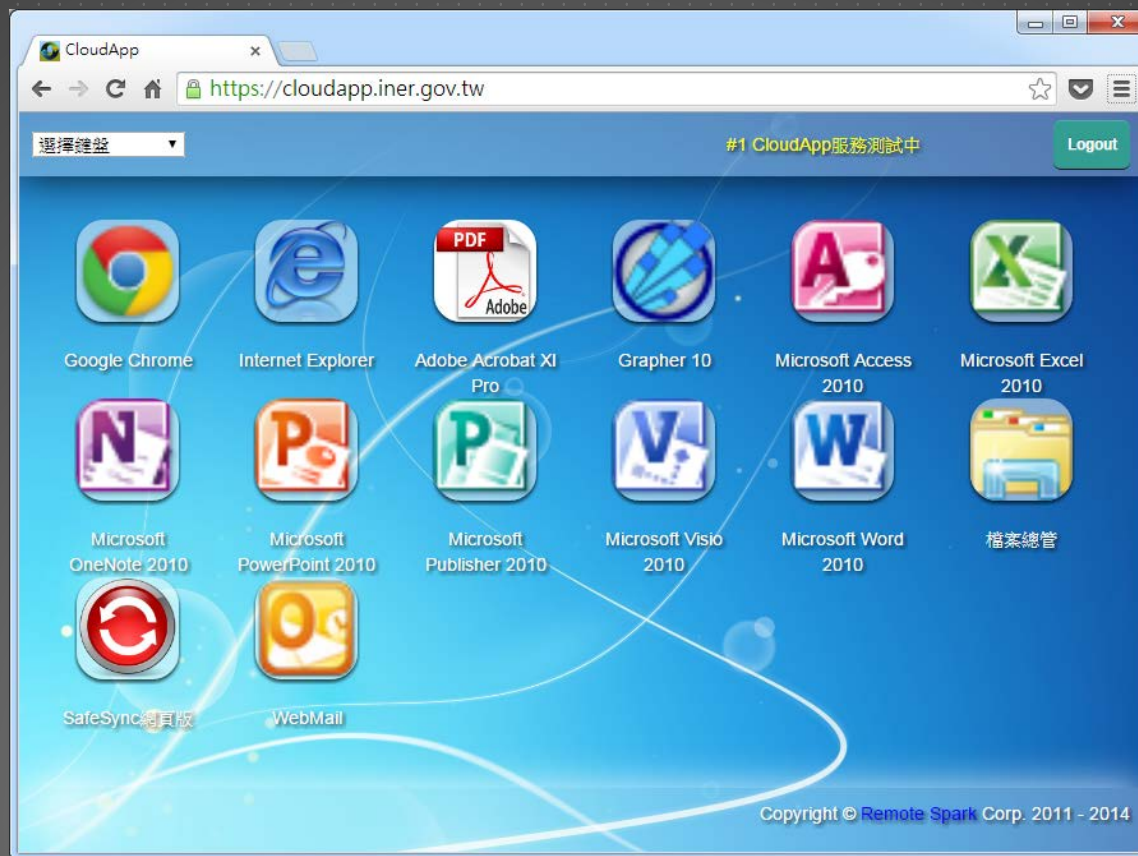 CloudApp
https://cloudapp.iner.gov.tw
選擇鍵盤
#1 CloudApp服務測試中
Logout
PDF
Adobe
Google Chrome
Internet Explorer
Adobe Acrobat XI
Pro
Grapher 10
Microsoft Access
2010
Microsoft Excel
2010
Microsoft
OneNote 2010
Microsoft
PowerPoint 2010
Microsoft
Publisher 2010
Microsoft Visio
2010
Microsoft Word
2010
檔案總管
SafeSync網頁版
WebMail
Copyright © Remote Spark Corp. 2011 - 2014